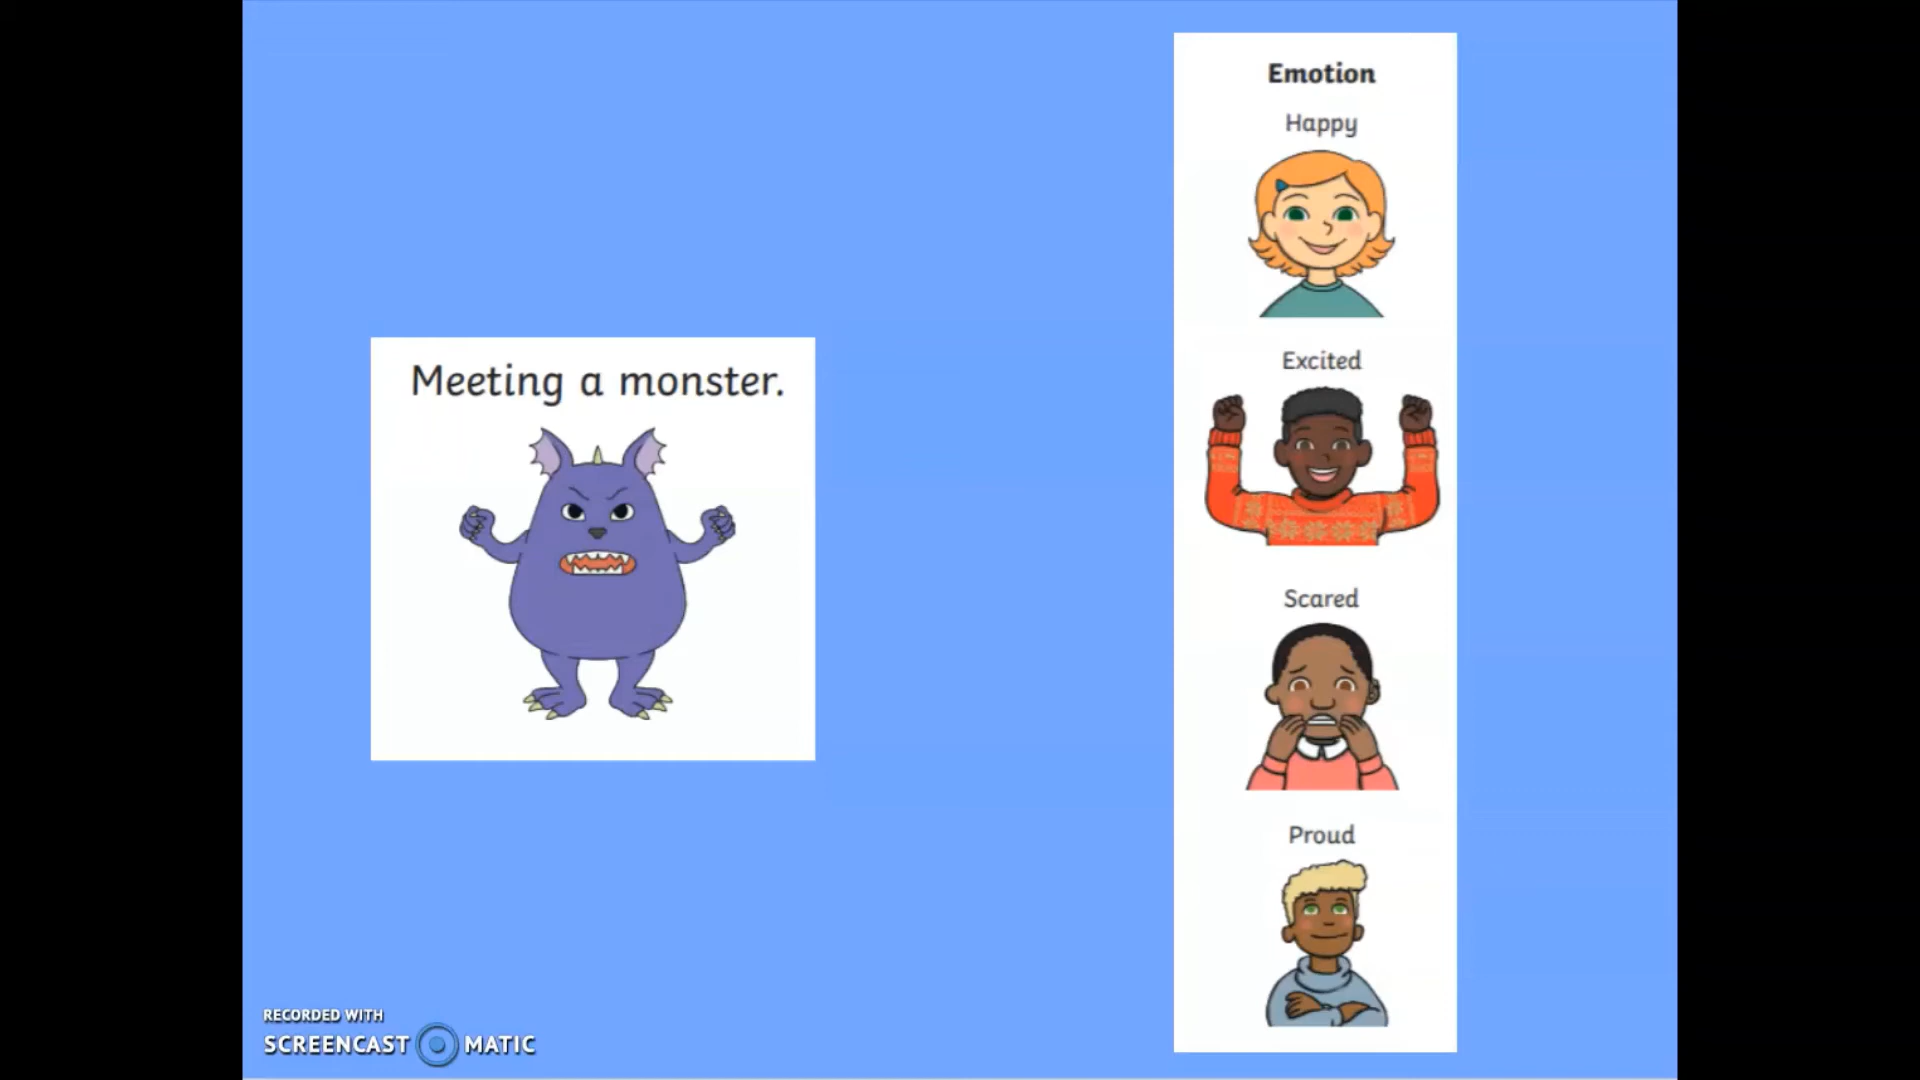 Meeting a monster.
Emotion
Happy
Excited
Scared
Proud
RECORDED WITH
SCREENCAST MATIC